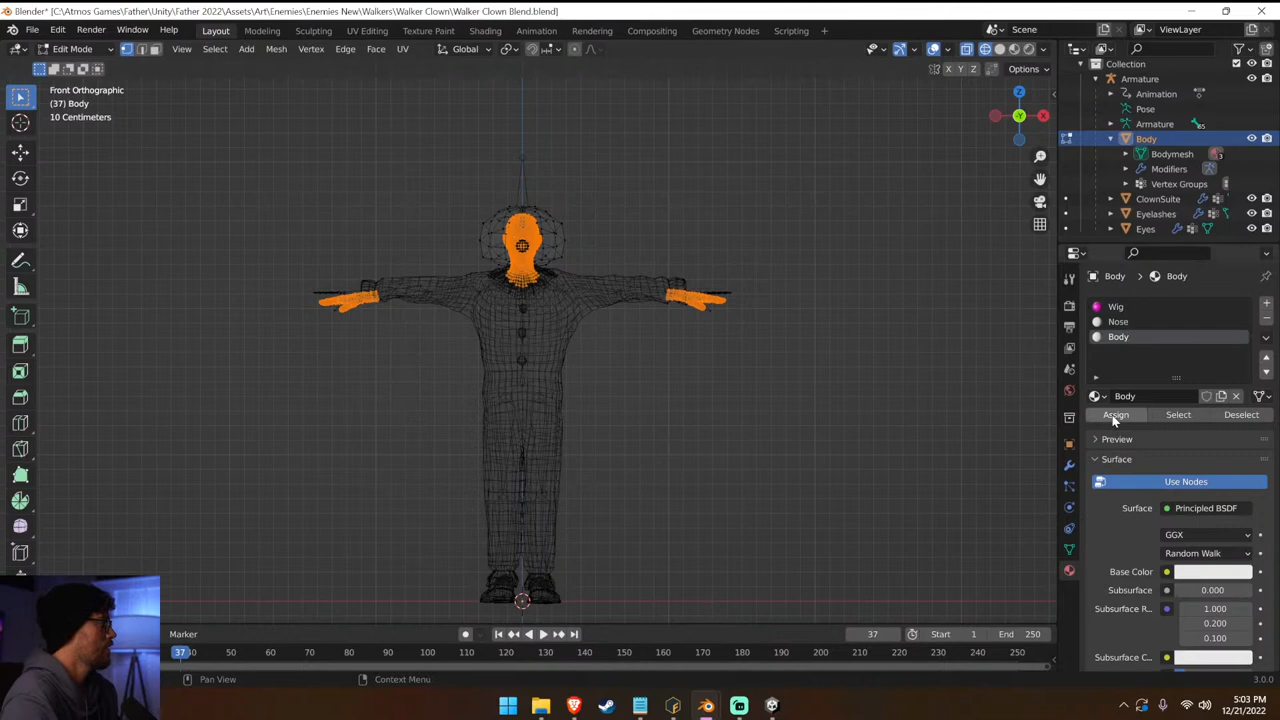 Blender* [C:\Atmos Games\Father\Unity\Father 2022\Assets\Art\Enemies\Enemies New\Walkers\Walker Clown\Walker Clown Blend.blend]
File Edit Render Window Help Layout Modeling Sculpting UV Editing Texture Paint Shading Animation Rendering Compositing Geometry Nodes Scripting + Scene ViewLayer
Edit Mode View Select Add Mesh Vertex Edge Face UV Global
X Y Z Options
Front Orthographic
(37) Body
10 Centimeters
Z
-Y X
Collection
Armature
Animation
Pose
Armature 65
Body
Bodymesh 3
Modifiers
Vertex Groups
ClownSuite
Eyelashes
Eyes
Body > Body
Wig
Nose
Body
Body
Assign Select Deselect
Preview
Surface
Use Nodes
Surface Principled BSDF
GGX
Random Walk
Base Color
Subsurface 0.000
Subsurface R... 1.000
0.200
0.100
Subsurface C...
Marker 37 Start 1 End 250
37 40 50 60 70 80 90 100 110 120 130 140 150 160 170 180 190 200 210 220 230 240 250
Pan View Context Menu 3.0.0
5:03 PM
12/21/2022